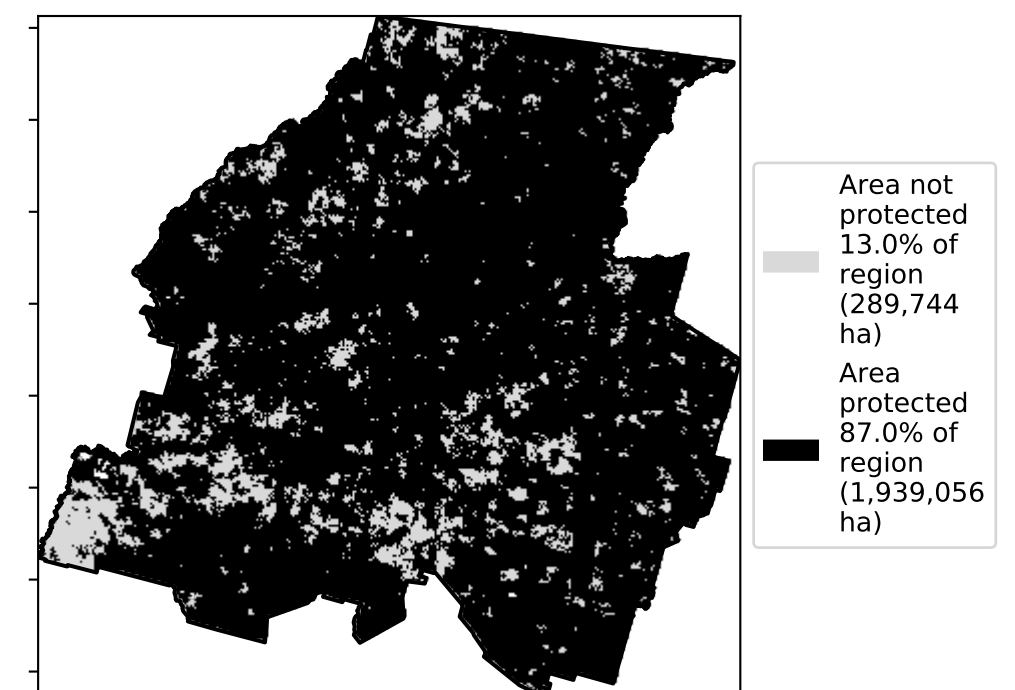 Area not
protected
13.0% of
region
(289,744
ha)
Area
protected
87.0% of
region
(1,939,056
ha)